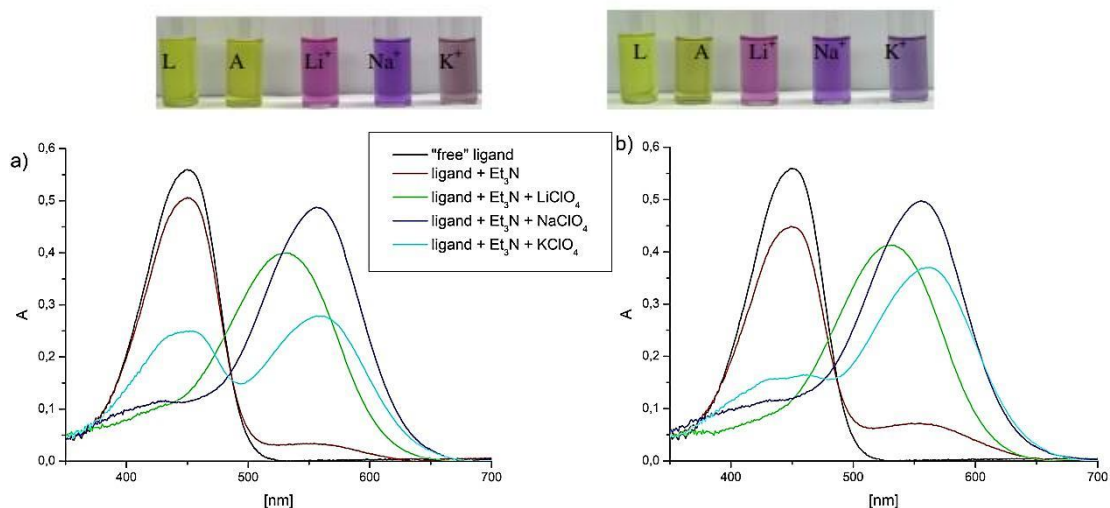 L A Li+ Na+ K+
L A Li+ Na+ K+
a)
0,6
0,5
0,4
0,3
0,2
0,1
0,0
A
400 500 600 700
[nm]
"free" ligand
ligand + Et₃N
ligand + Et₃N + LiClO₄
ligand + Et₃N + NaClO₄
ligand + Et₃N + KClO₄
b)
0,6
0,5
0,4
0,3
0,2
0,1
0,0
A
400 500 600 700
[nm]